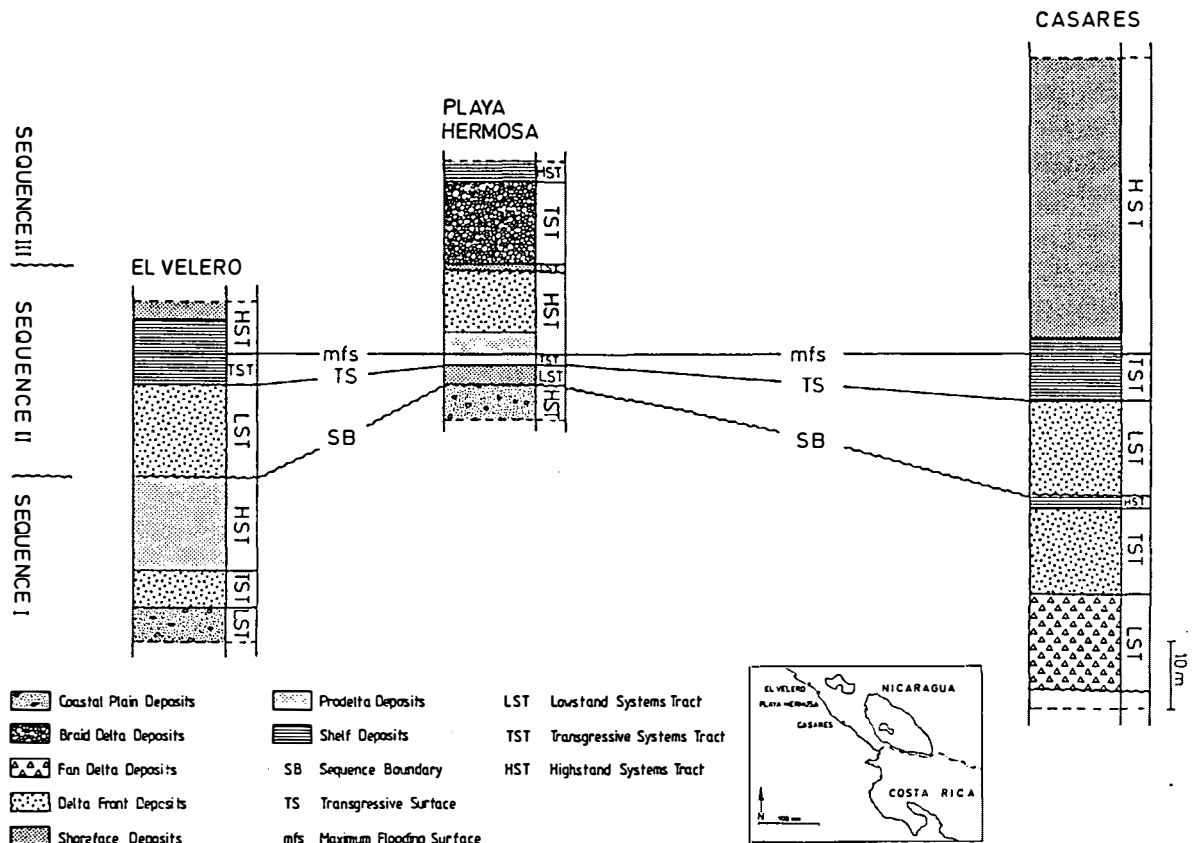 CASARES
PLAYA
HERMOSA
EL VELERO
SEQUENCE III
SEQUENCE II
SEQUENCE I
HST
TST
LST
HST
TST
LST
HST
TST
TST
HST
TST
LST
HST
HST
TST
LST
HST
TST
LST
mfs
TS
SB
mfs
TS
SB
10 m
Coastal Plain Deposits
Braid Delta Deposits
Fan Delta Deposits
Delta Front Deposits
Shoreface Deposits
Prodelta Deposits
Shelf Deposits
SB Sequence Boundary
TS Transgressive Surface
mfs Maximum Flooding Surface
LST Lowstand Systems Tract
TST Transgressive Systems Tract
HST Highstand Systems Tract
EL VELERO
PLAYA HERMOSA
CASARES
NICARAGUA
COSTA RICA
N